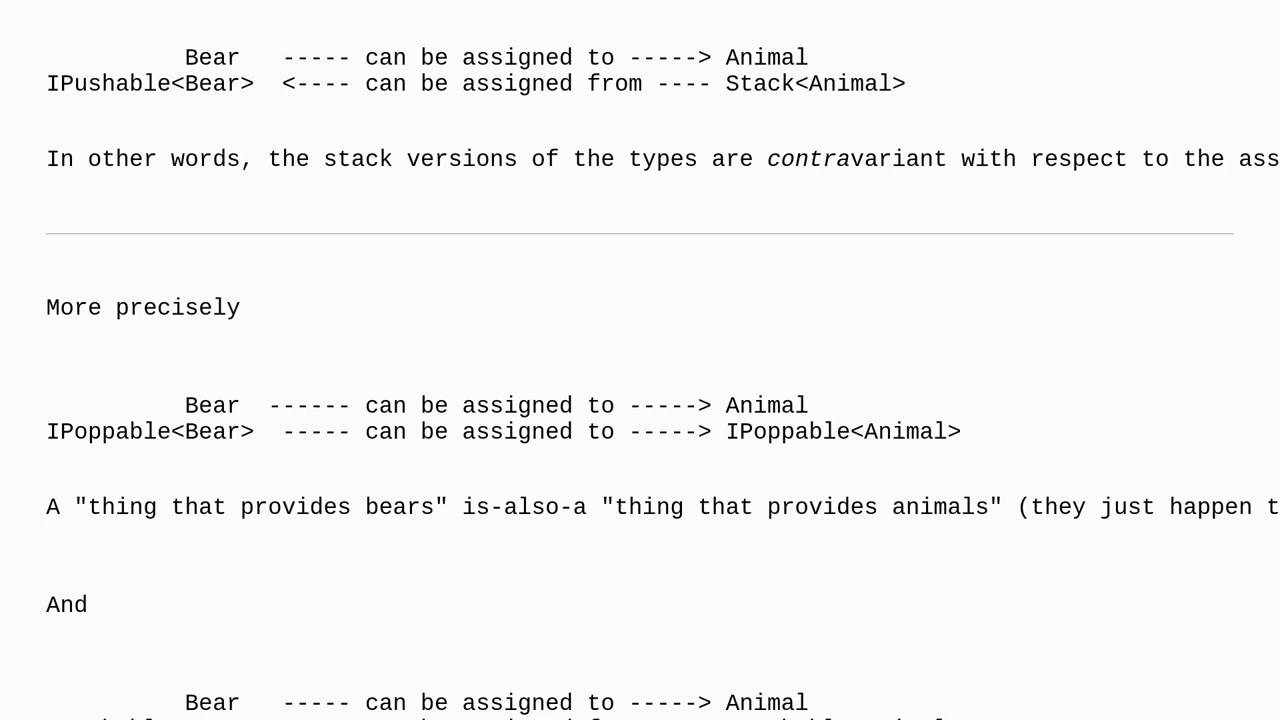 Bear   ----- can be assigned to -----> Animal
IPushable<Bear>  <---- can be assigned from ---- Stack<Animal>
In other words, the stack versions of the types are contravariant with respect to the ass
More precisely
Bear  ------ can be assigned to -----> Animal
IPoppable<Bear>  ----- can be assigned to -----> IPoppable<Animal>
A "thing that provides bears" is-also-a "thing that provides animals" (they just happen t
And
Bear   ----- can be assigned to -----> Animal